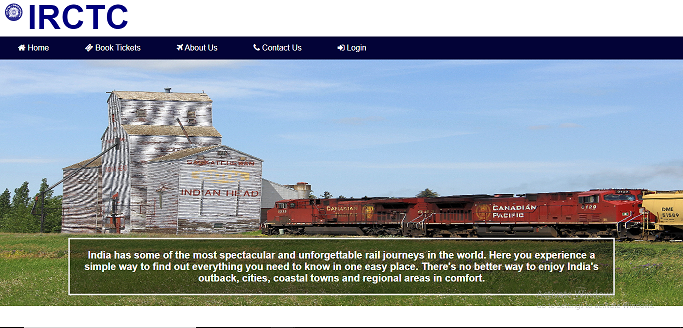 IRCTC
Home Book Tickets About Us Contact Us Login
INDIAN HEAD
CANADIAN
CANADIAN
PACIFIC
India has some of the most spectacular and unforgettable rail journeys in the world. Here you experience a
simple way to find out everything you need to know in one easy place. There's no better way to enjoy India's
outback, cities, coastal towns and regional areas in comfort.